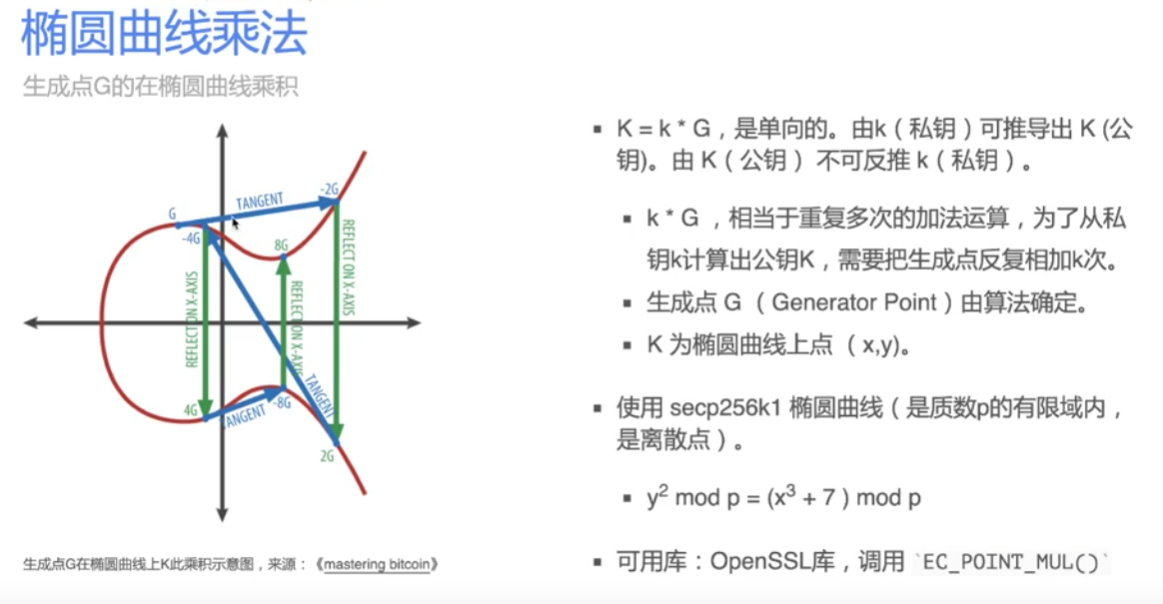 椭圆曲线乘法
生成点G的在椭圆曲线乘积
G
TANGENT
-2G
-4G
8G
REFLECT ON X-AXIS
REFLECTION X-AXIS
REFLECTION X-AXIS
4G
TANGENT
-8G
TANGENT
2G
生成点G在椭圆曲线上K此乘积示意图，来源：《mastering bitcoin》
▪ K = k * G，是单向的。由k（私钥）可推导出 K (公
钥)。由 K（公钥） 不可反推 k（私钥）。
▪ k * G ，相当于重复多次的加法运算，为了从私
钥k计算出公钥K，需要把生成点反复相加k次。
▪ 生成点 G （Generator Point）由算法确定。
▪ K 为椭圆曲线上点 （x,y)。
▪ 使用 secp256k1 椭圆曲线（是质数p的有限域内，
是离散点）。
▪ y² mod p = (x³ + 7 ) mod p
▪ 可用库：OpenSSL库，调用 `EC_POINT_MUL()`